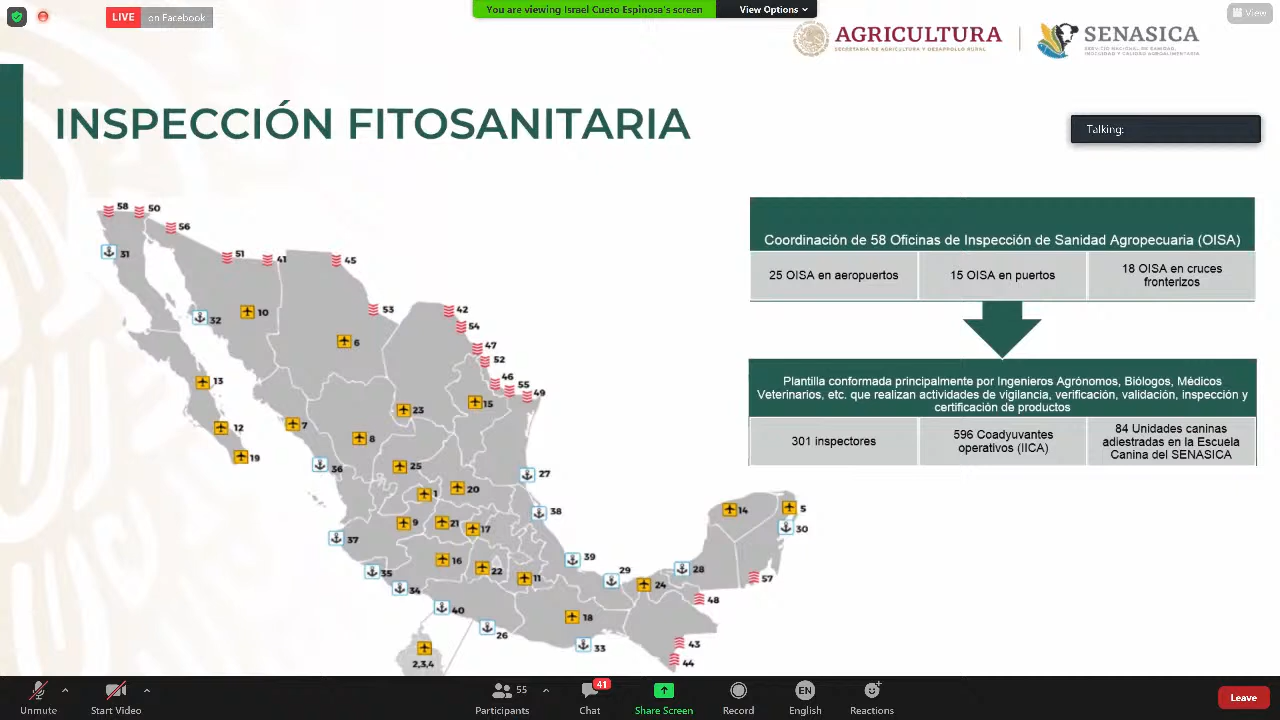 LIVE on Facebook
You are viewing Israel Cueto Espinosa's screen
View Options
View
AGRICULTURA
SECRETARÍA DE AGRICULTURA Y DESARROLLO RURAL
SENASICA
SERVICIO NACIONAL DE SANIDAD,
INOCUIDAD Y CALIDAD AGROALIMENTARIA
INSPECCIÓN FITOSANITARIA
Talking:
58
50
56
51
41
45
31
53
42
54
47
52
46
55
49
32
10
6
13
15
23
12
7
8
19
36
25
27
1
20
38
14
5
30
9
21
17
37
16
39
22
11
35
29
28
57
24
34
48
40
26
18
33
43
44
2,3,4
Coordinación de 58 Oficinas de Inspección de Sanidad Agropecuaria (OISA)
25 OISA en aeropuertos
15 OISA en puertos
18 OISA en cruces
fronterizos
Plantilla conformada principalmente por Ingenieros Agrónomos, Biólogos, Médicos
Veterinarios, etc. que realizan actividades de vigilancia, verificación, validación, inspección y
certificación de productos
301 inspectores
596 Coadyuvantes
operativos (IICA)
84 Unidades caninas
adiestradas en la Escuela
Canina del SENASICA
Unmute
Start Video
55
Participants
41
Chat
Share Screen
Record
EN
English
Reactions
Leave